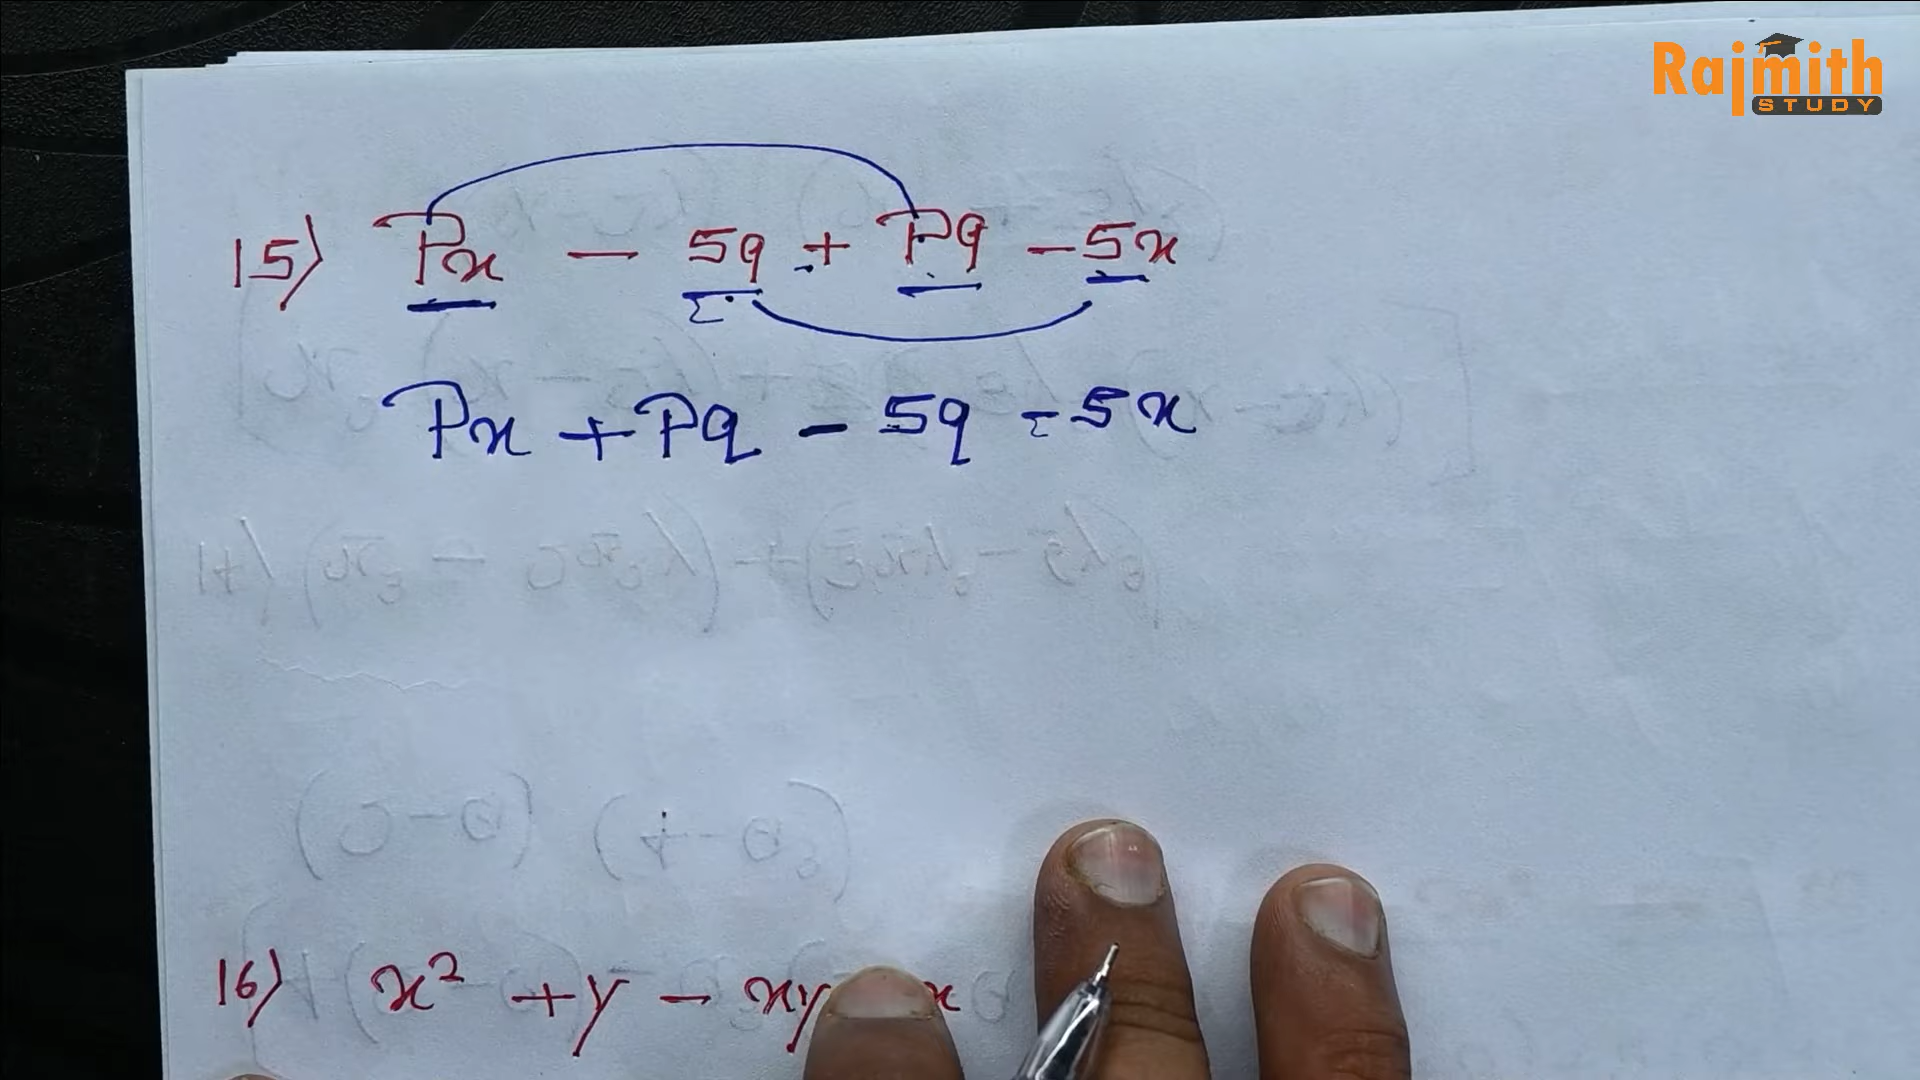 Rajmith
STUDY
15) Px - 5q + Pq - 5x
Px + Pq - 5q - 5x
16) x² + y - xy x